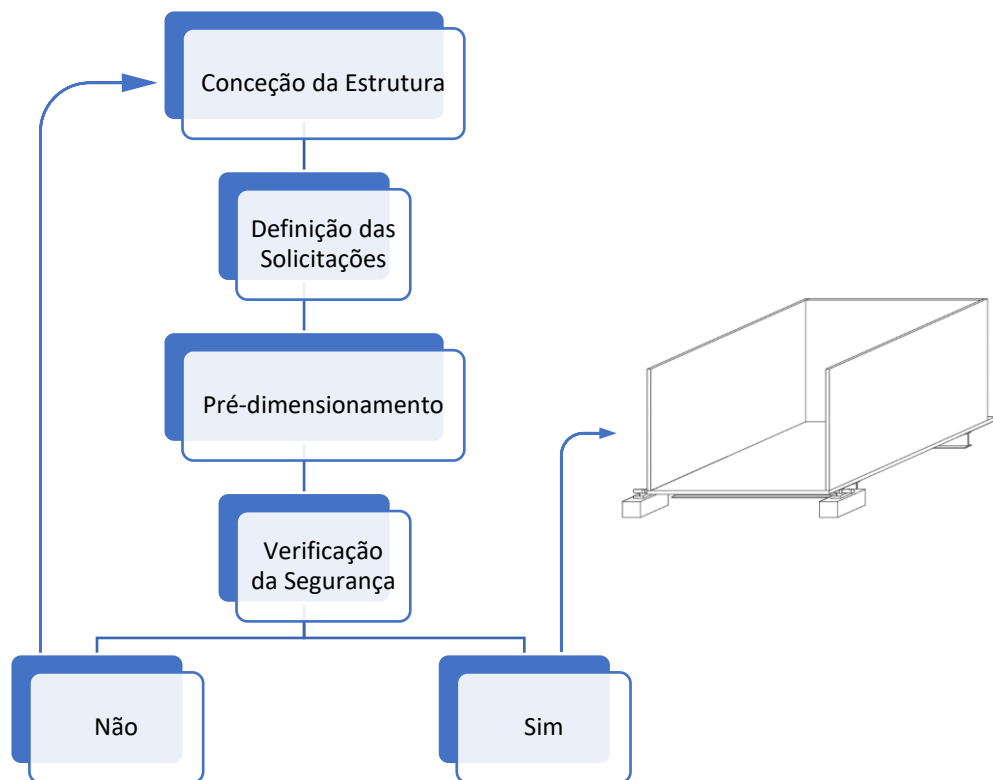 Conceção da Estrutura
Definição das
Solicitações
Pré-dimensionamento
Verificação
da Segurança
Não
Sim